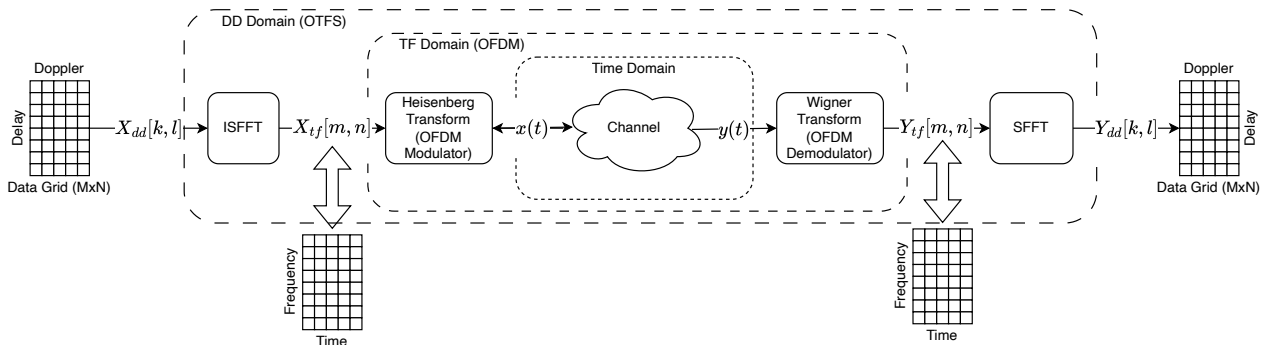 DD Domain (OTFS)
TF Domain (OFDM)
Time Domain
Doppler
Delay
Data Grid (MxN)
X_{dd}[k, l]
ISFFT
X_{tf}[m, n]
Heisenberg
Transform
(OFDM
Modulator)
x(t)
Channel
y(t)
Wigner
Transform
(OFDM
Demodulator)
Y_{tf}[m, n]
SFFT
Y_{dd}[k, l]
Doppler
Delay
Data Grid (MxN)
Frequency
Time
Frequency
Time